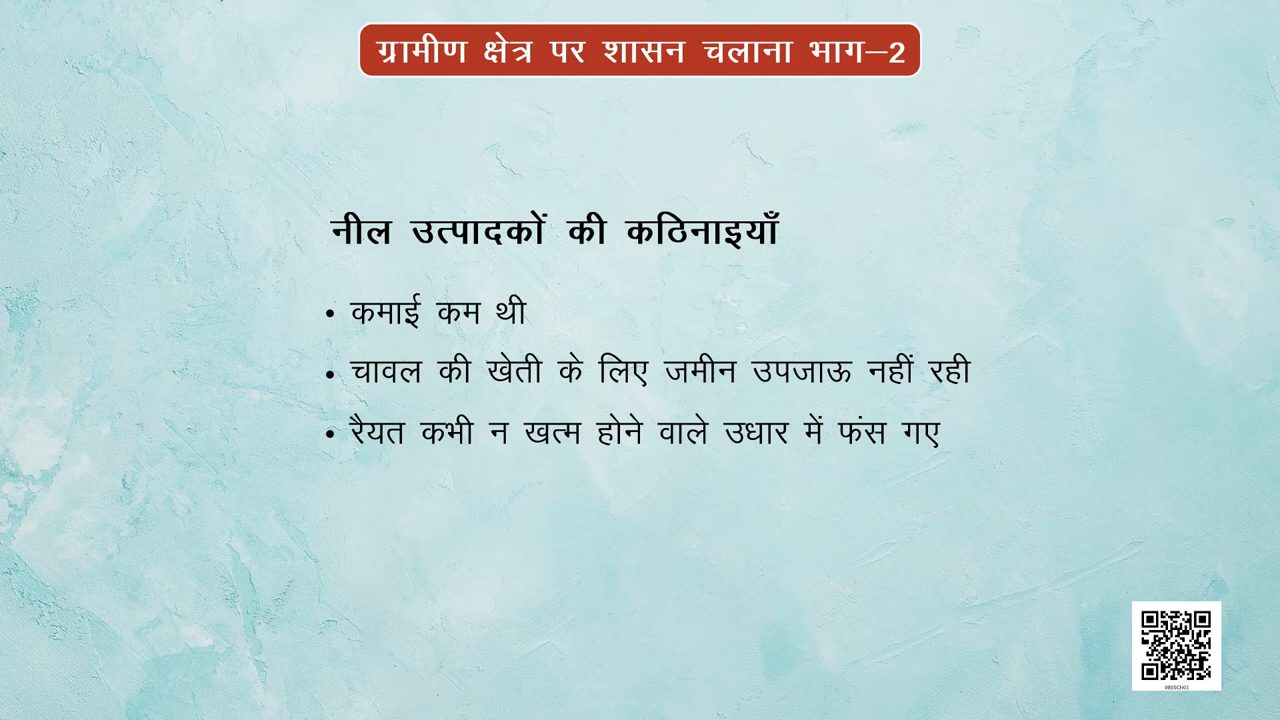 ग्रामीण क्षेत्र पर शासन चलाना भाग–2
नील उत्पादकों की कठिनाइयाँ
• कमाई कम थी
• चावल की खेती के लिए जमीन उपजाऊ नहीं रही
• रैयत कभी न खत्म होने वाले उधार में फंस गए
0865CH03